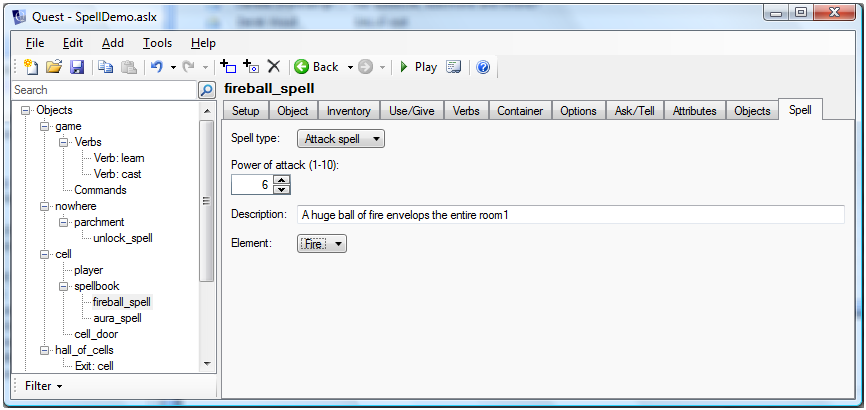 Quest - SpellDemo.aslx
File Edit Add Tools Help
Back Play
Search
fireball_spell
Setup Object Inventory Use/Give Verbs Container Options Ask/Tell Attributes Objects Spell
Objects
game
Verbs
Verb: learn
Verb: cast
Commands
nowhere
parchment
unlock_spell
cell
player
spellbook
fireball_spell
aura_spell
cell_door
hall_of_cells
Exit: cell
Filter
Spell type: Attack spell
Power of attack (1-10):
6
Description: A huge ball of fire envelops the entire room1
Element: Fire